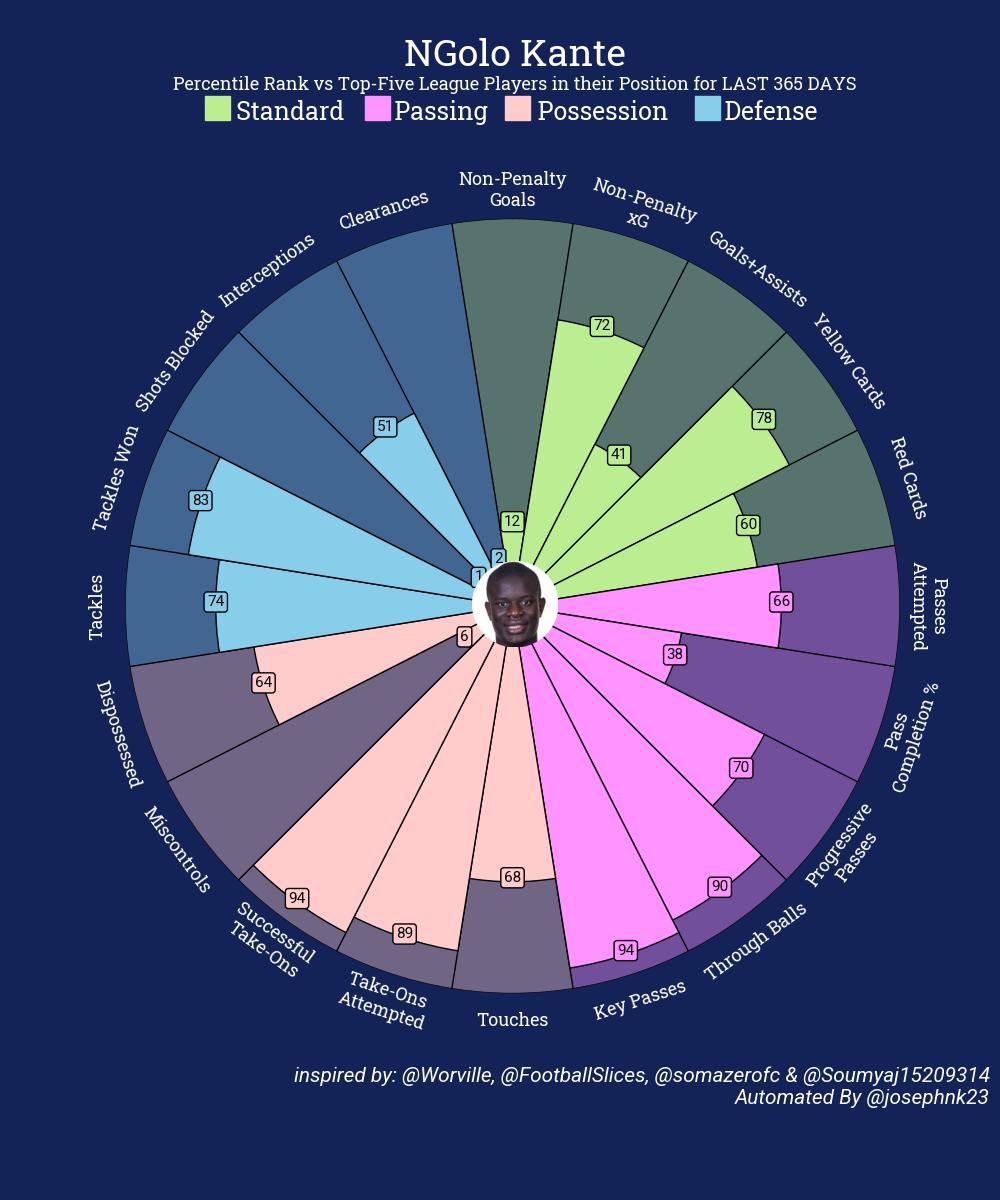 NGolo Kante
Percentile Rank vs Top-Five League Players in their Position for LAST 365 DAYS
Standard Passing Possession Defense
Non-Penalty
Goals
Non-Penalty
xG
Goals+Assists
Yellow Cards
Red Cards
Passes
Attempted
Pass
Completion %
Progressive
Passes
Through Balls
Key Passes
Touches
Take-Ons
Attempted
Successful
Take-Ons
Miscontrols
Dispossessed
Tackles
Tackles Won
Shots Blocked
Interceptions
Clearances
12
72
41
78
60
66
38
70
90
94
68
89
94
6
64
74
83
1
51
2
inspired by: @Worville, @FootballSlices, @somazerofc & @Soumyaj15209314
Automated By @josephnk23